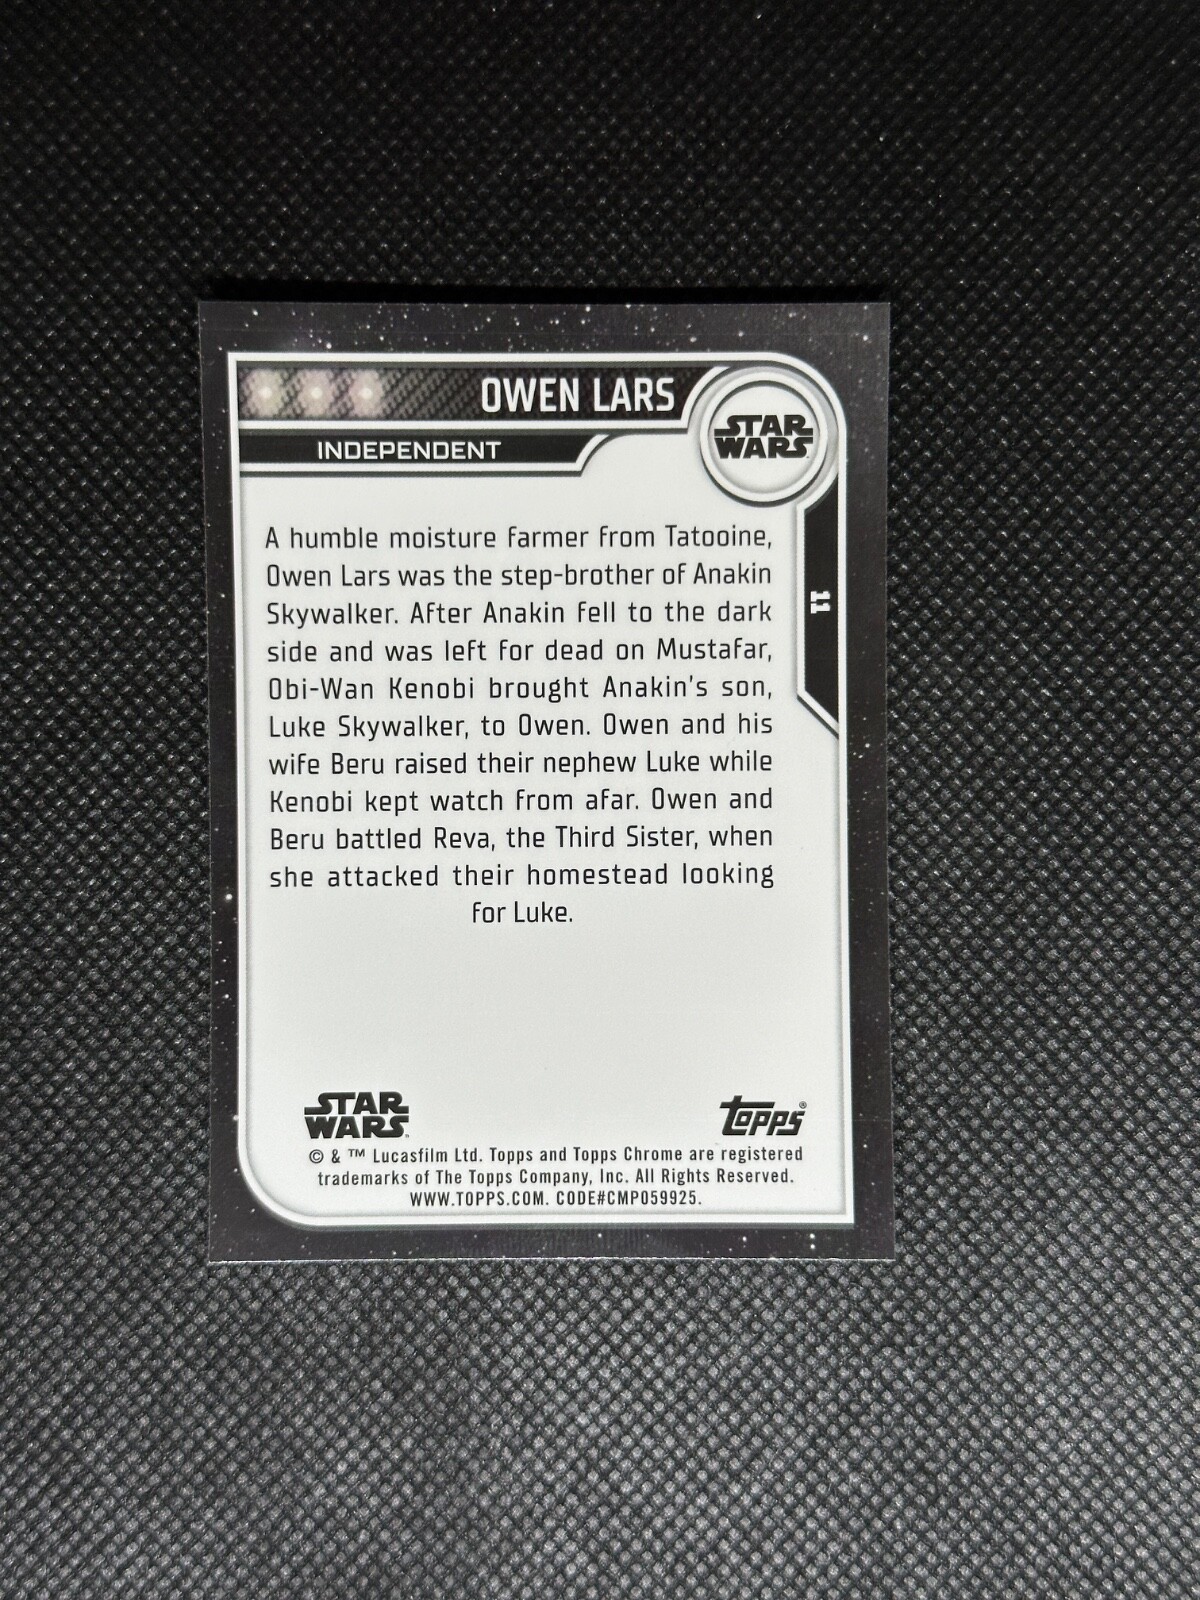 OWEN LARS
STAR
WARS
INDEPENDENT
11
A humble moisture farmer from Tatooine,
Owen Lars was the step-brother of Anakin
Skywalker. After Anakin fell to the dark
side and was left for dead on Mustafar,
Obi-Wan Kenobi brought Anakin's son,
Luke Skywalker, to Owen. Owen and his
wife Beru raised their nephew Luke while
Kenobi kept watch from afar. Owen and
Beru battled Reva, the Third Sister, when
she attacked their homestead looking
for Luke.
STAR
WARS
Topps®
© & ™ Lucasfilm Ltd. Topps and Topps Chrome are registered
trademarks of The Topps Company, Inc. All Rights Reserved.
WWW.TOPPS.COM. CODE#CMP059925.